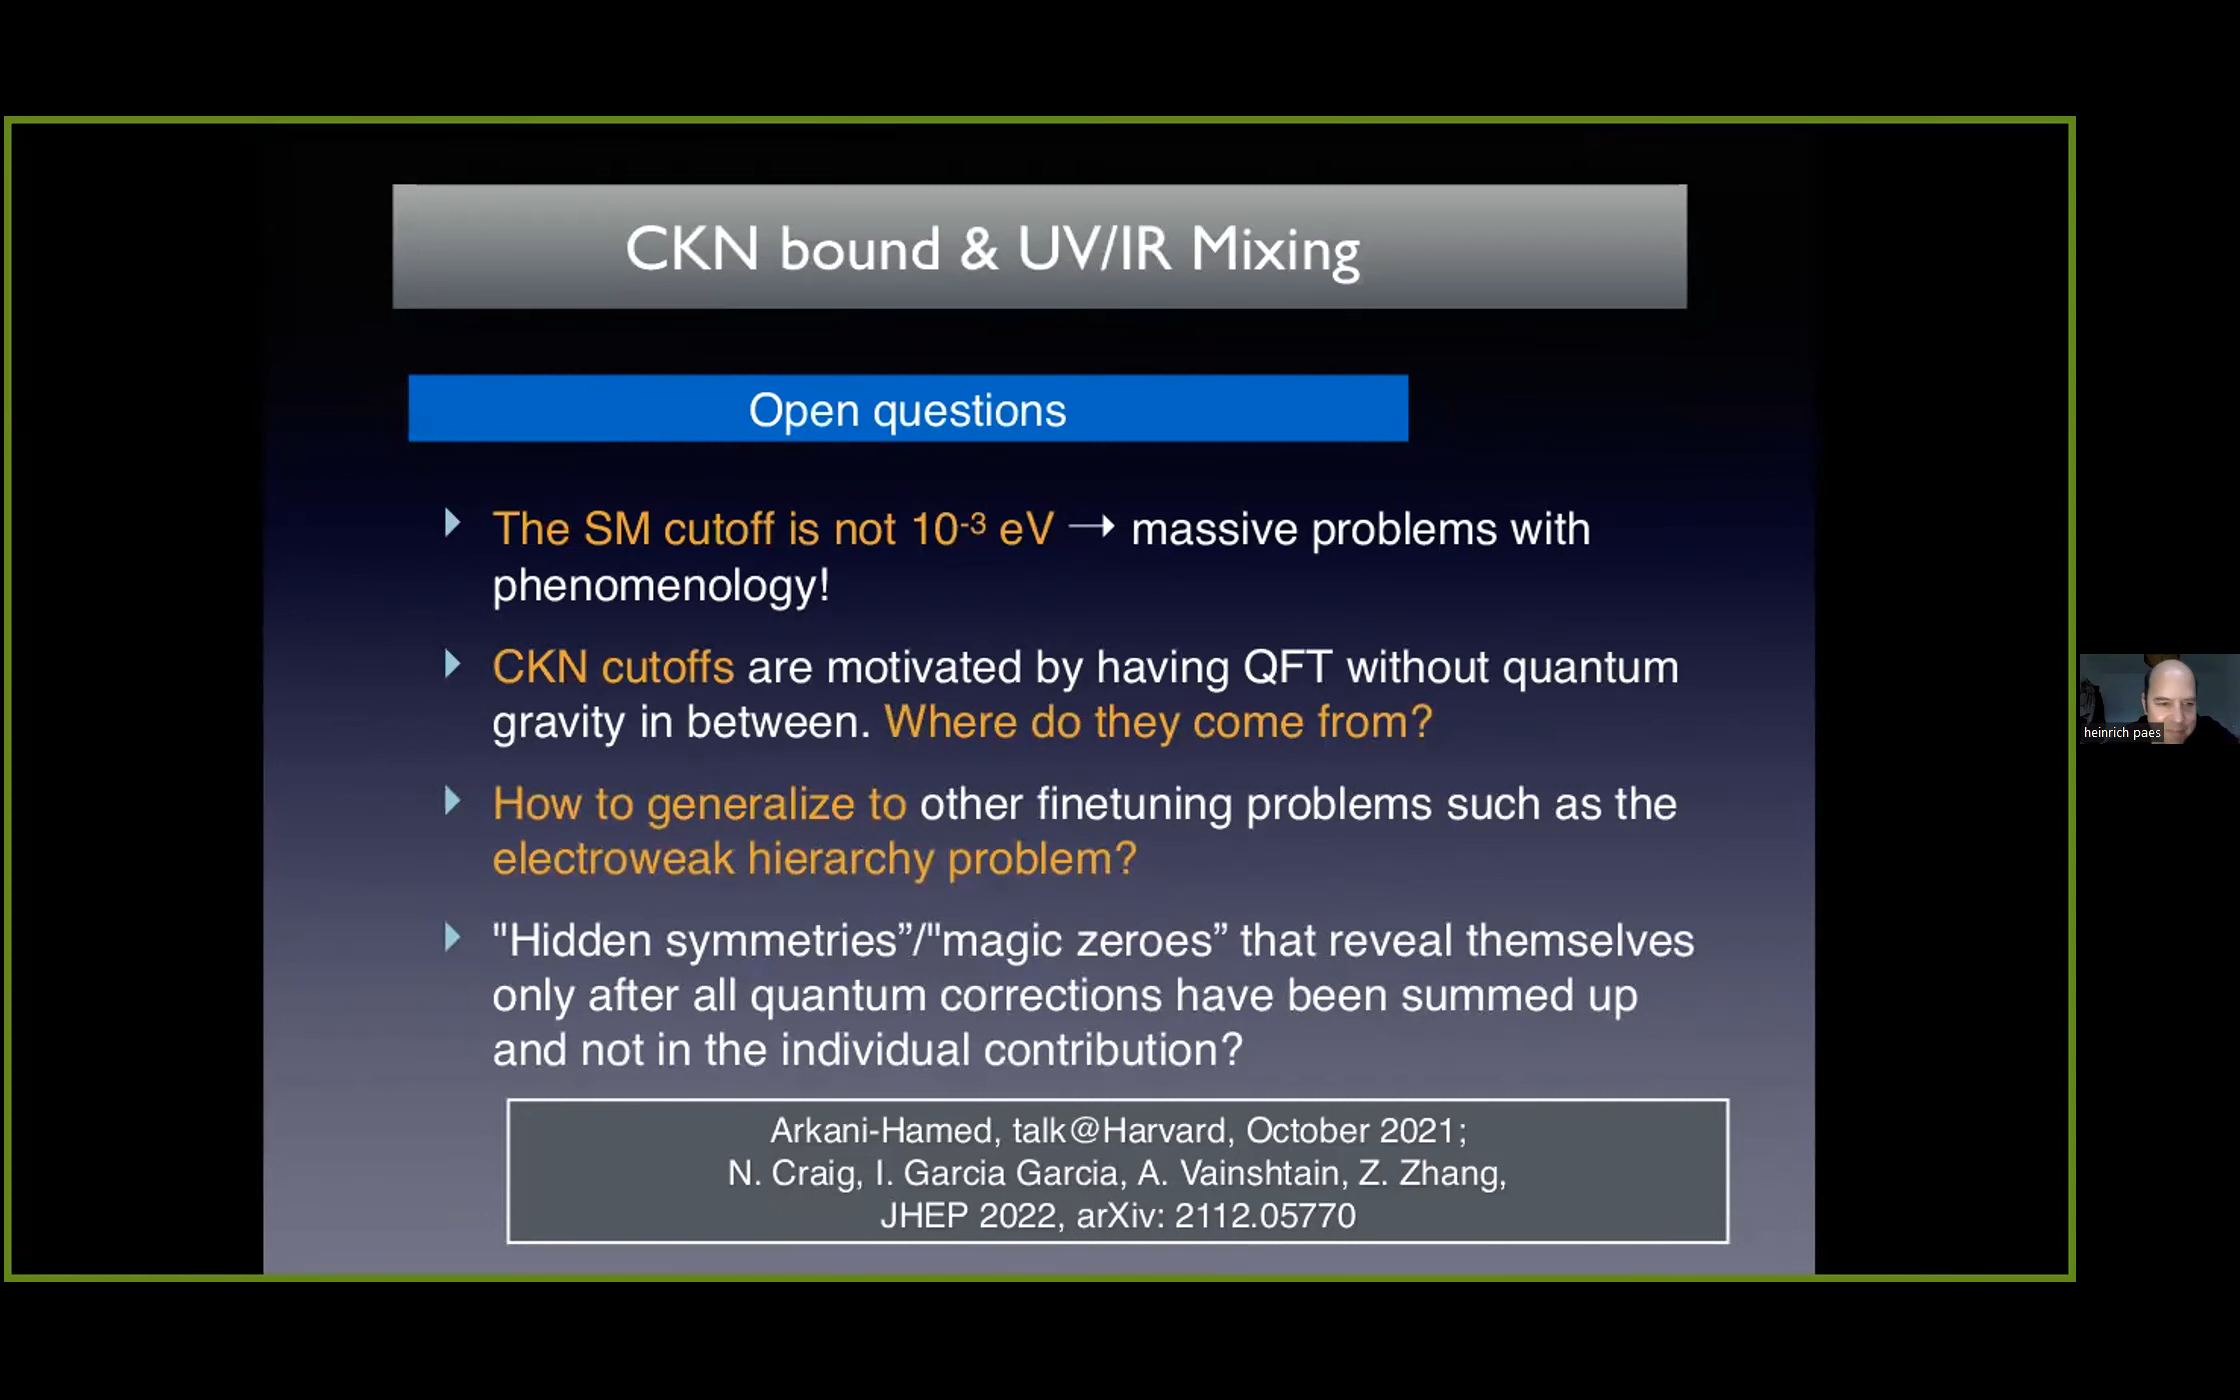 CKN bound & UV/IR Mixing
Open questions
The SM cutoff is not 10-3 eV → massive problems with
phenomenology!
CKN cutoffs are motivated by having QFT without quantum
gravity in between. Where do they come from?
How to generalize to other finetuning problems such as the
electroweak hierarchy problem?
"Hidden symmetries”/"magic zeroes” that reveal themselves
only after all quantum corrections have been summed up
and not in the individual contribution?
Arkani-Hamed, talk@Harvard, October 2021;
N. Craig, I. Garcia Garcia, A. Vainshtain, Z. Zhang,
JHEP 2022, arXiv: 2112.05770
heinrich paes